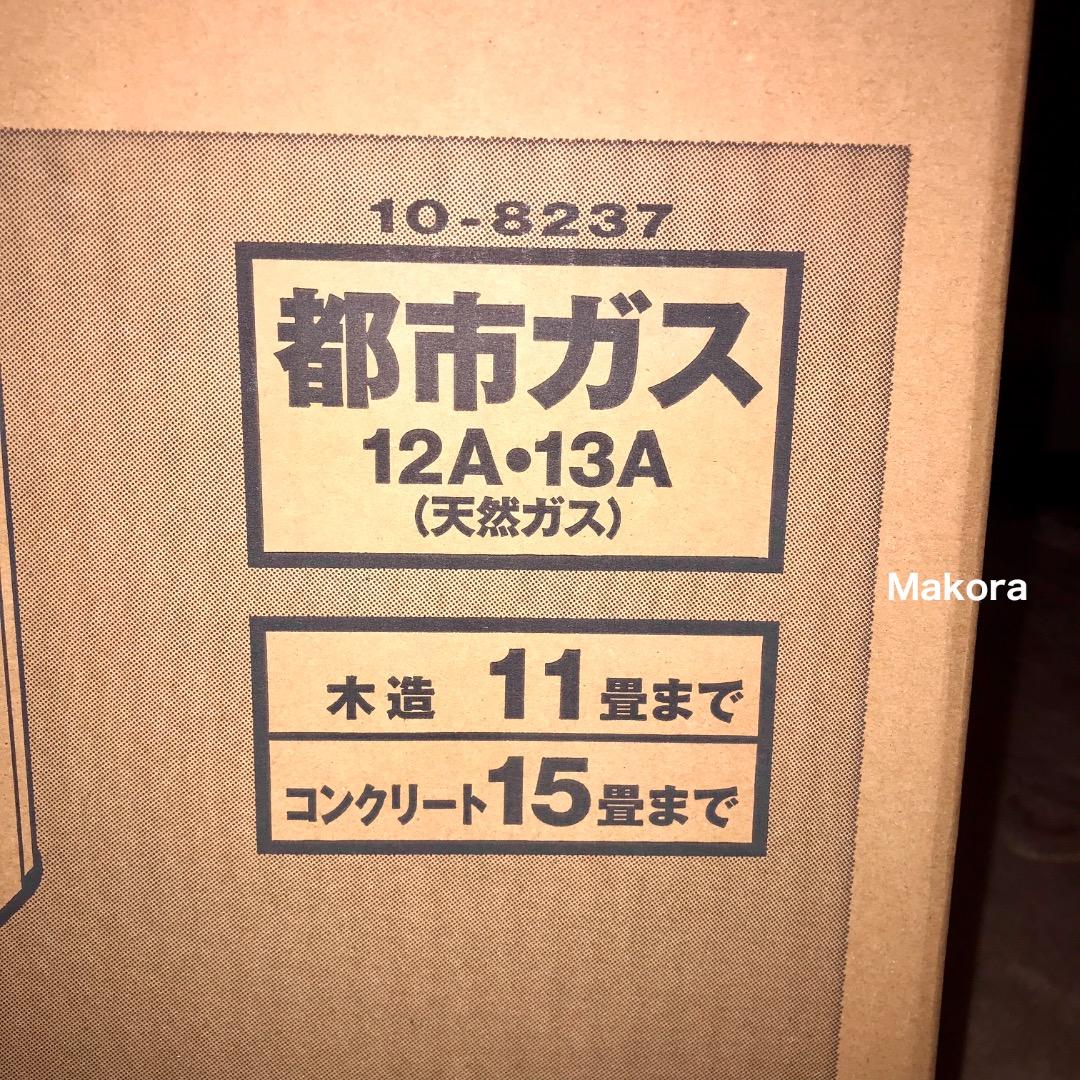 10-8237
都市ガス
12A・13A
(天然ガス)
木造 11畳まで
コンクリート15畳まで
Makora